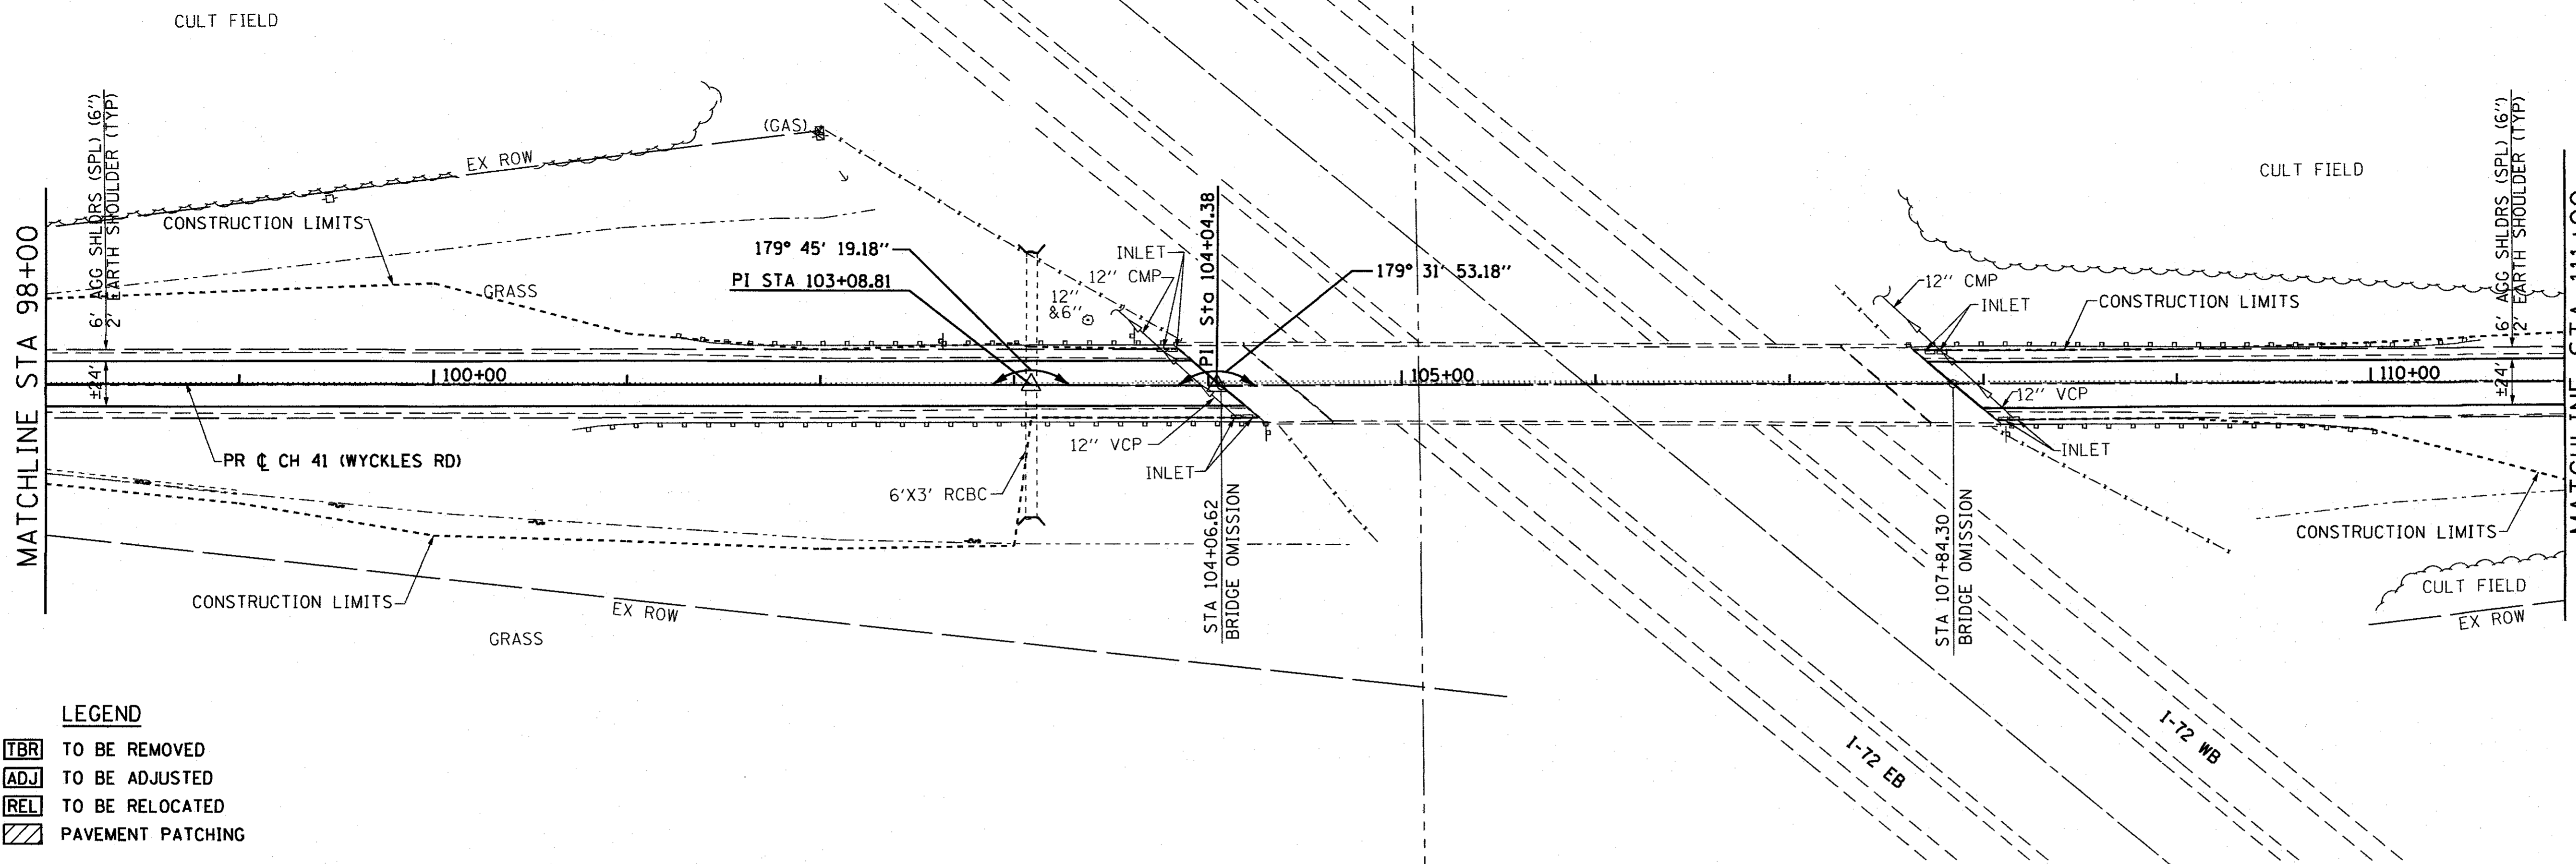 CULT FIELD
MATCHLINE STA 98+00
6' AGG SHLDRS (SPL) (6")
2' EARTH SHOULDER (TYP)
±24'
EX ROW
(GAS)
CONSTRUCTION LIMITS
GRASS
179° 45' 19.18"
PI STA 103+08.81
100+00
PR ℄ CH 41 (WYCKLES RD)
CONSTRUCTION LIMITS
EX ROW
GRASS
6'X3' RCBC
12"
&6"
INLET
12" CMP
PI Sta 104+04.38
179° 31' 53.18"
12" VCP
INLET
STA 104+06.62
BRIDGE OMISSION
105+00
STA 107+84.30
BRIDGE OMISSION
12" CMP
INLET
CONSTRUCTION LIMITS
CULT FIELD
6' AGG SHLDRS (SPL) (6")
2' EARTH SHOULDER (TYP)
±24'
110+00
12" VCP
INLET
CONSTRUCTION LIMITS
CULT FIELD
EX ROW
I-72 EB
I-72 WB
LEGEND
TBR TO BE REMOVED
ADJ TO BE ADJUSTED
REL TO BE RELOCATED
PAVEMENT PATCHING